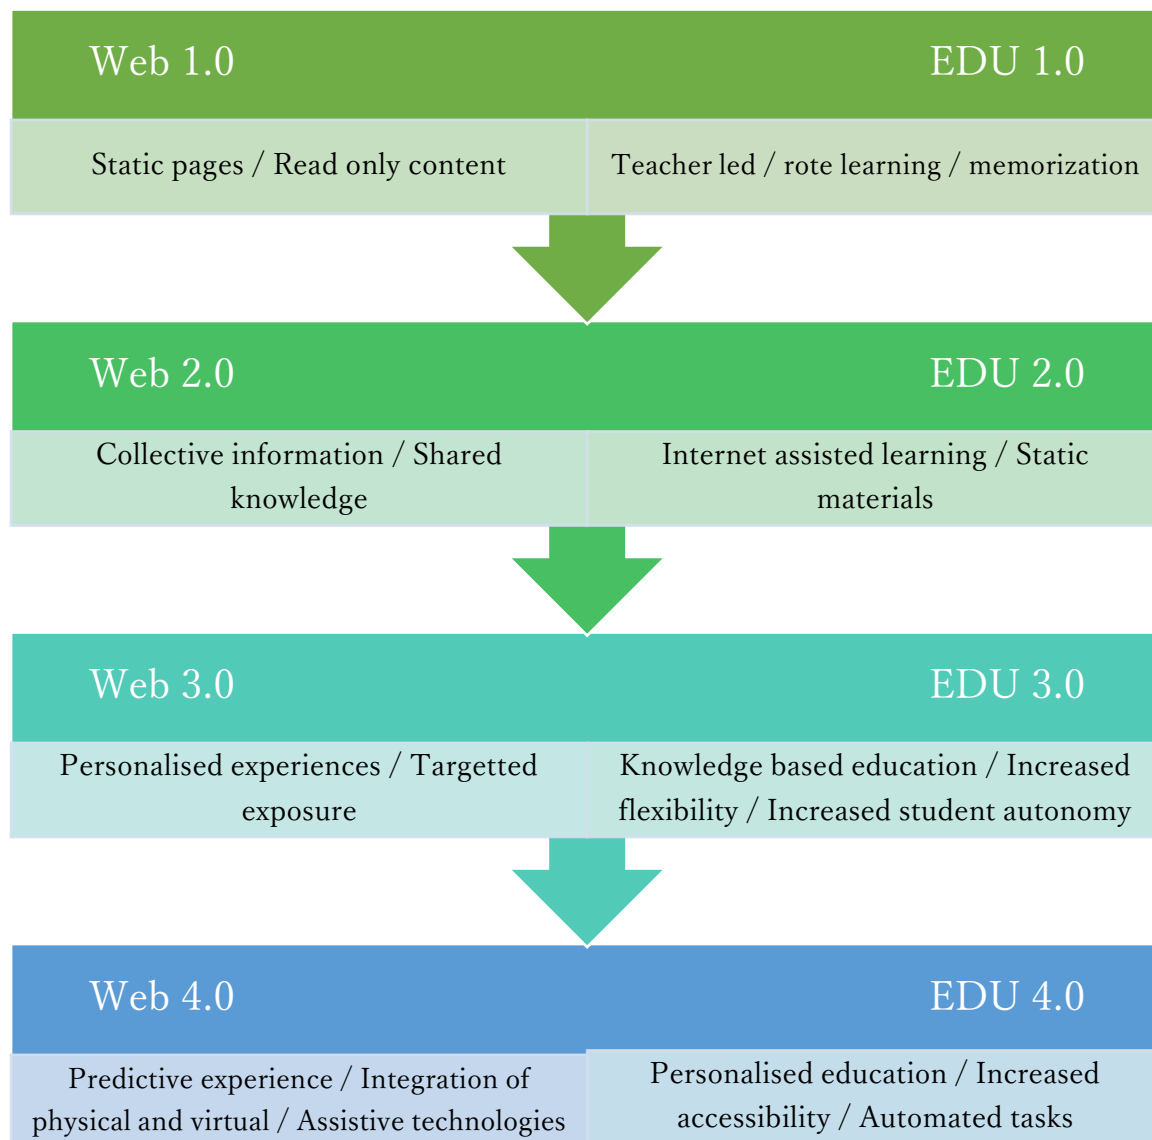 Web 1.0 EDU 1.0
Static pages / Read only content
Teacher led / rote learning / memorization
Web 2.0 EDU 2.0
Collective information / Shared
knowledge
Internet assisted learning / Static
materials
Web 3.0 EDU 3.0
Personalised experiences / Targetted
exposure
Knowledge based education / Increased
flexibility / Increased student autonomy
Web 4.0 EDU 4.0
Predictive experience / Integration of
physical and virtual / Assistive technologies
Personalised education / Increased
accessibility / Automated tasks